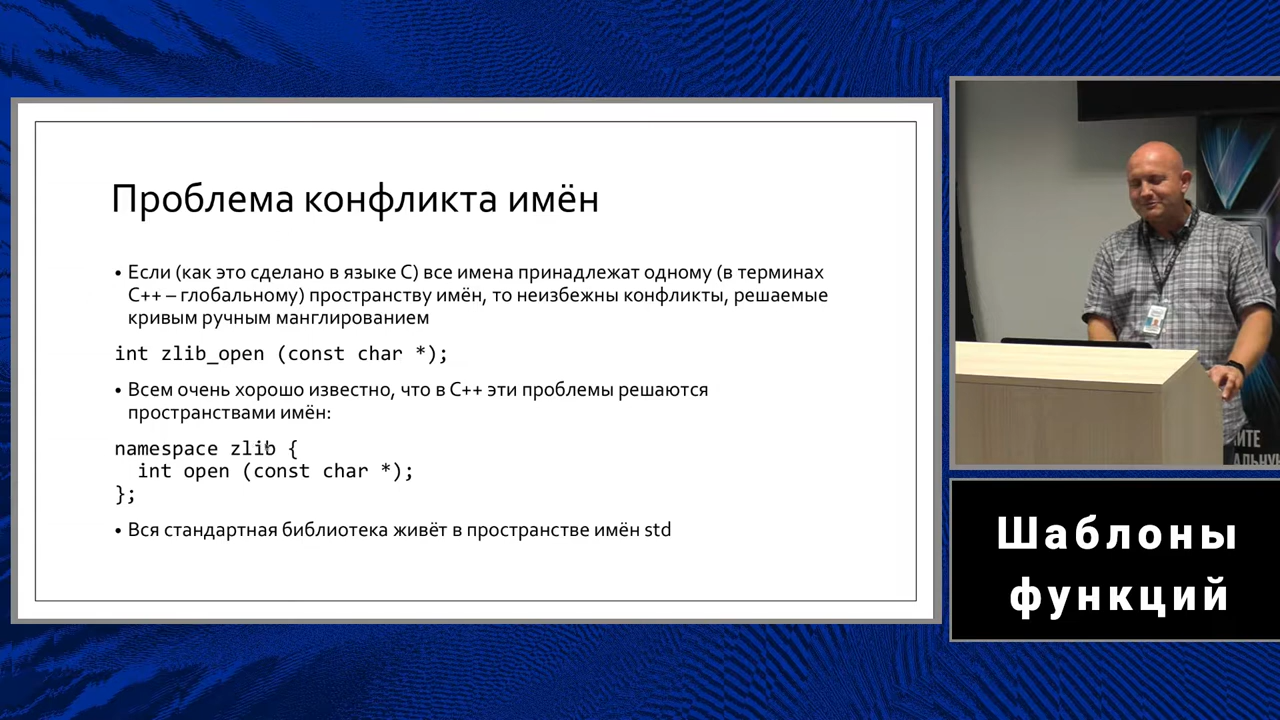 Проблема конфликта имён
• Если (как это сделано в языке C) все имена принадлежат одному (в терминах
C++ – глобальному) пространству имён, то неизбежны конфликты, решаемые
кривым ручным манглированием
int zlib_open (const char *);
• Всем очень хорошо известно, что в C++ эти проблемы решаются
пространствами имён:
namespace zlib {
  int open (const char *);
};
• Вся стандартная библиотека живёт в пространстве имён std
Шаблоны
функций